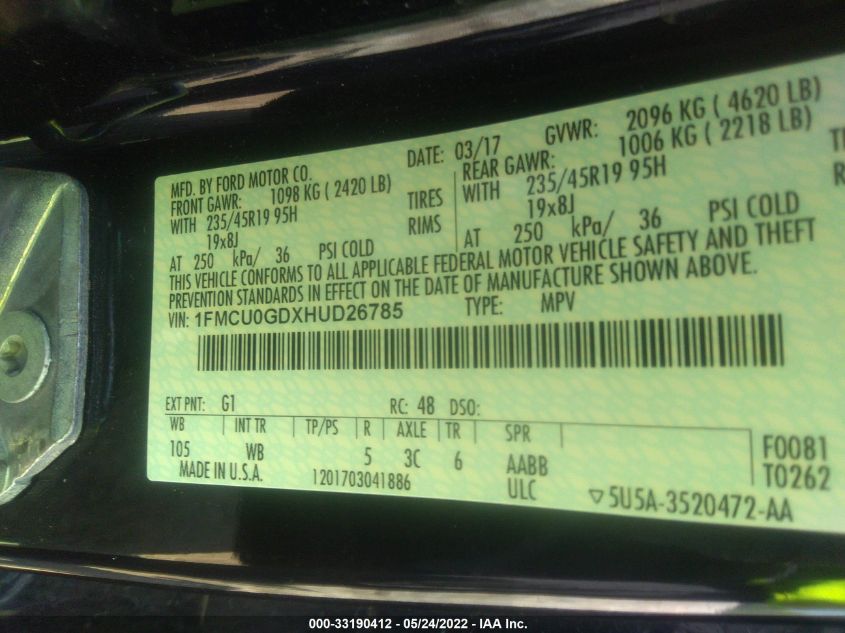 MFD. BY FORD MOTOR CO. DATE: 03/17 GVWR: 2096 KG ( 4620 LB)
FRONT GAWR: 1098 KG ( 2420 LB) REAR GAWR: 1006 KG ( 2218 LB)
WITH 235/45R19 95H TIRES WITH 235/45R19 95H
19x8J RIMS 19x8J
AT 250 kPa/ 36 PSI COLD AT 250 kPa/ 36 PSI COLD
THIS VEHICLE CONFORMS TO ALL APPLICABLE FEDERAL MOTOR VEHICLE SAFETY AND THEFT
PREVENTION STANDARDS IN EFFECT ON THE DATE OF MANUFACTURE SHOWN ABOVE.
VIN: 1FMCU0GDXHUD26785 TYPE: MPV
EXT PNT: G1 RC: 48 DSO:
WB INT TR TP/PS R AXLE TR SPR
105 WB 5 3C 6 AABB F0081
MADE IN U.S.A. 1201703041886 ULC T0262
5U5A-3520472-AA
000-33190412 - 05/24/2022 - IAA Inc.